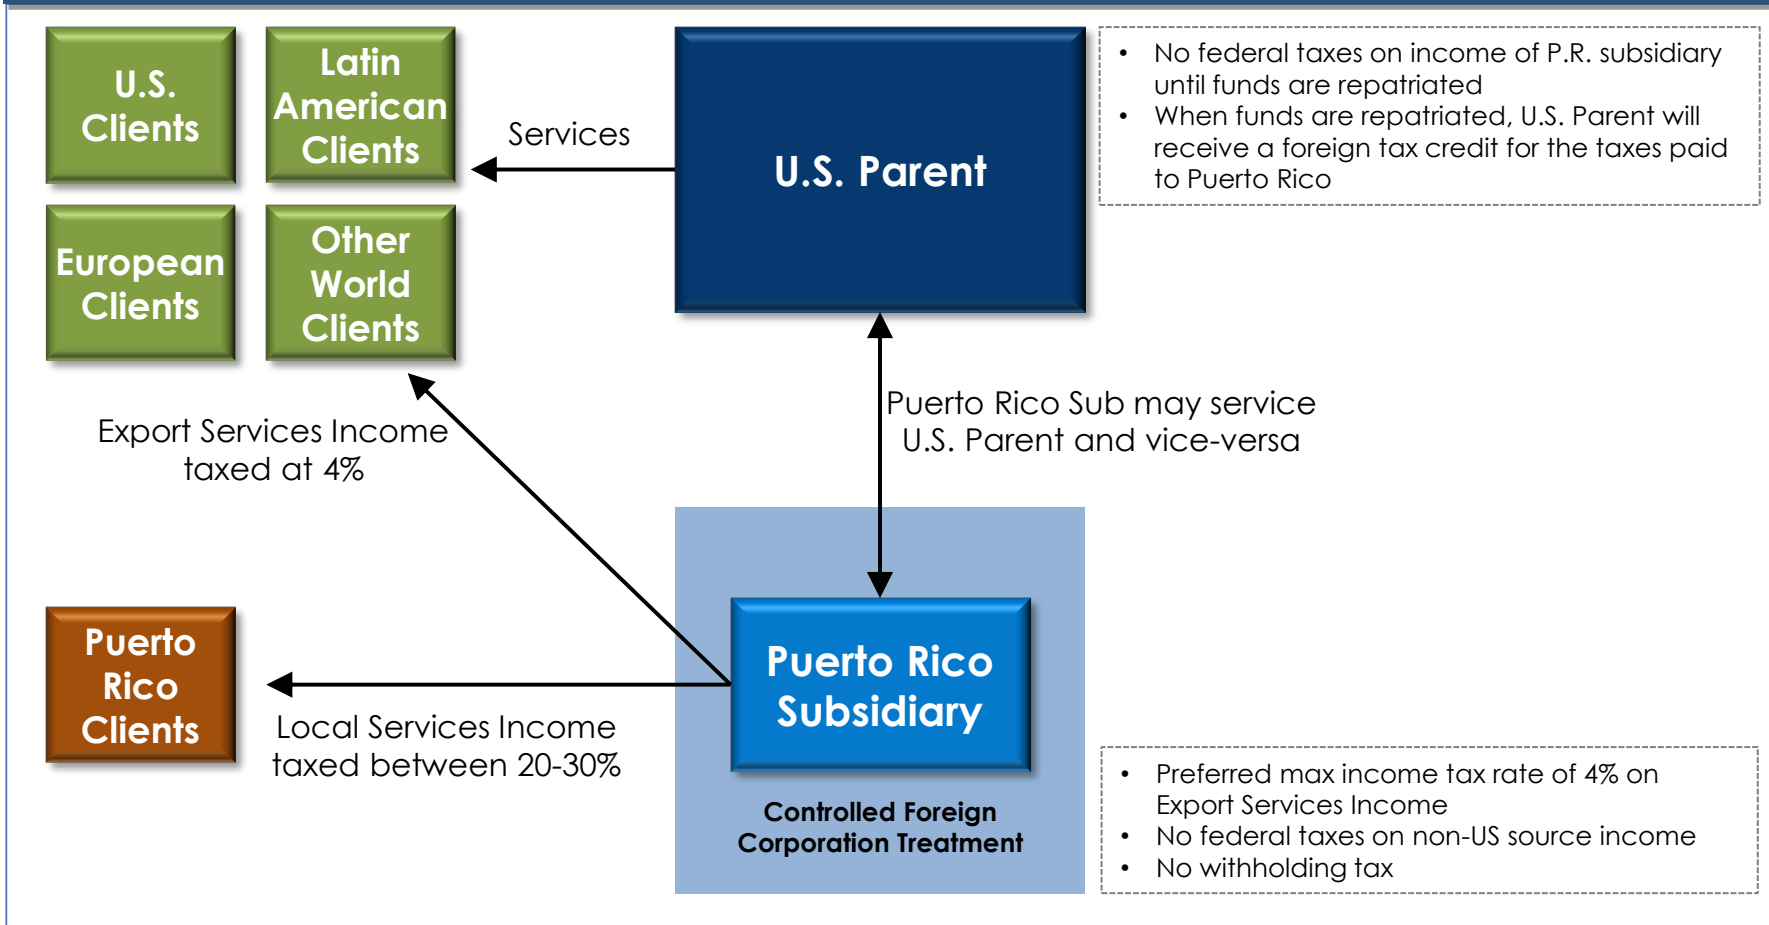 U.S.
Clients
Latin
American
Clients
European
Clients
Other
World
Clients
Services
U.S. Parent
• No federal taxes on income of P.R. subsidiary
until funds are repatriated
• When funds are repatriated, U.S. Parent will
receive a foreign tax credit for the taxes paid
to Puerto Rico
Export Services Income
taxed at 4%
Puerto Rico Sub may service
U.S. Parent and vice-versa
Puerto
Rico
Clients
Local Services Income
taxed between 20-30%
Puerto Rico
Subsidiary
Controlled Foreign
Corporation Treatment
• Preferred max income tax rate of 4% on
Export Services Income
• No federal taxes on non-US source income
• No withholding tax